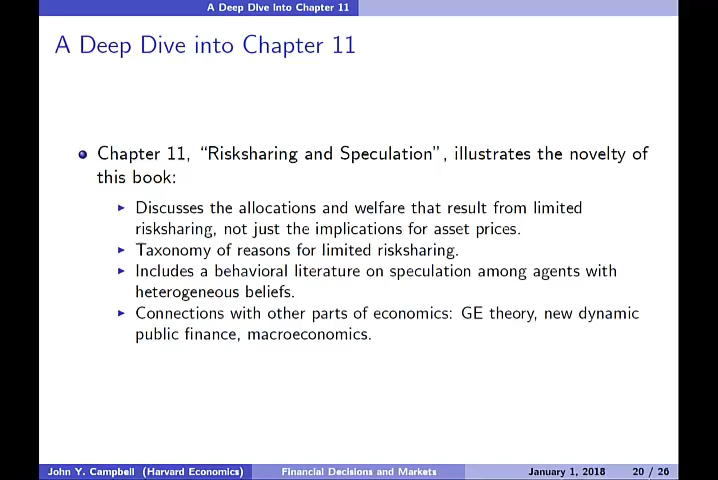 A Deep Dive into Chapter 11
A Deep Dive into Chapter 11
Chapter 11, “Risksharing and Speculation”, illustrates the novelty of
this book:
Discusses the allocations and welfare that result from limited
risksharing, not just the implications for asset prices.
Taxonomy of reasons for limited risksharing.
Includes a behavioral literature on speculation among agents with
heterogeneous beliefs.
Connections with other parts of economics: GE theory, new dynamic
public finance, macroeconomics.
John Y. Campbell (Harvard Economics) Financial Decisions and Markets January 1, 2018 20 / 26